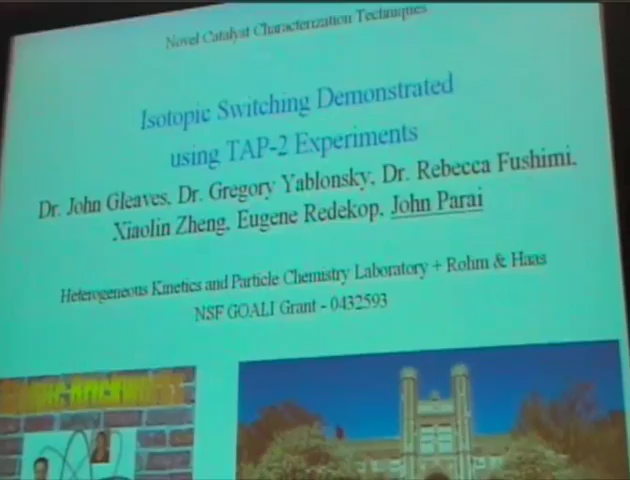 Novel Catalyst Characterization Techniques
Isotopic Switching Demonstrated
using TAP-2 Experiments
Dr. John Gleaves, Dr. Gregory Yablonsky, Dr. Rebecca Fushimi,
Xiaolin Zheng, Eugene Redekop, John Parai
Heterogeneous Kinetics and Particle Chemistry Laboratory + Rohm & Haas
NSF GOALI Grant - 0432593